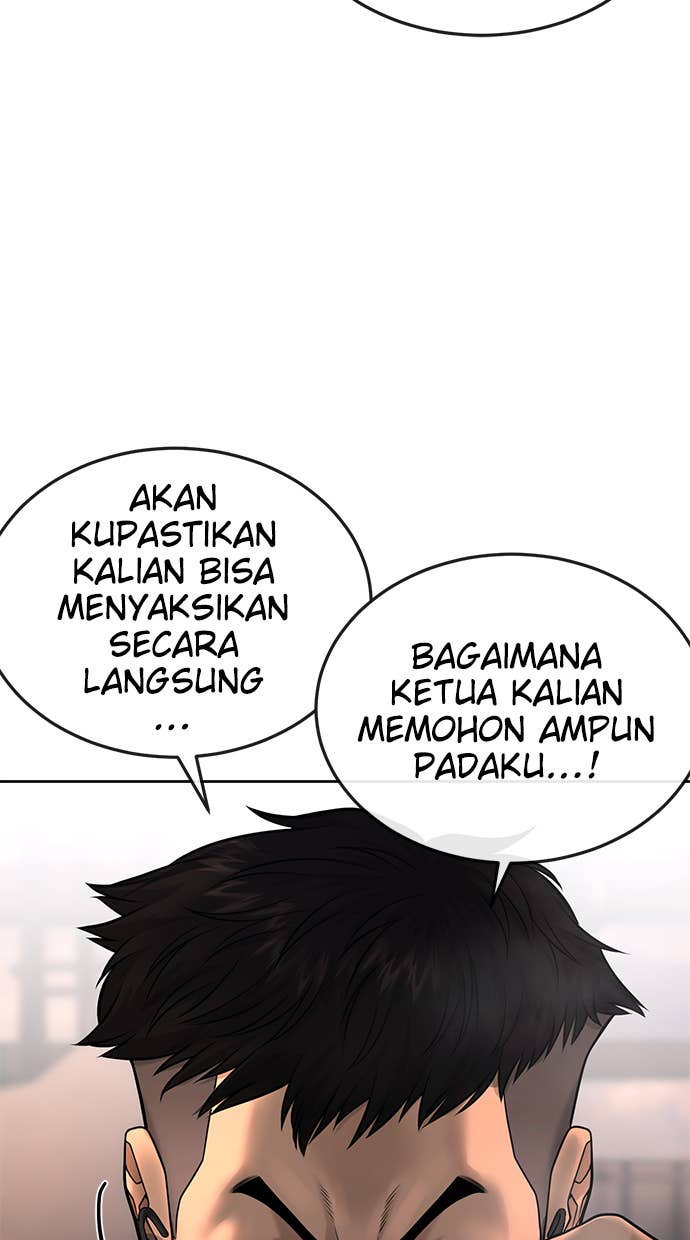 AKAN
KUPASTIKAN
KALIAN BISA
MENYAKSIKAN
SECARA
LANGSUNG
...
BAGAIMANA
KETUA KALIAN
MEMOHON AMPUN
PADAKU...!